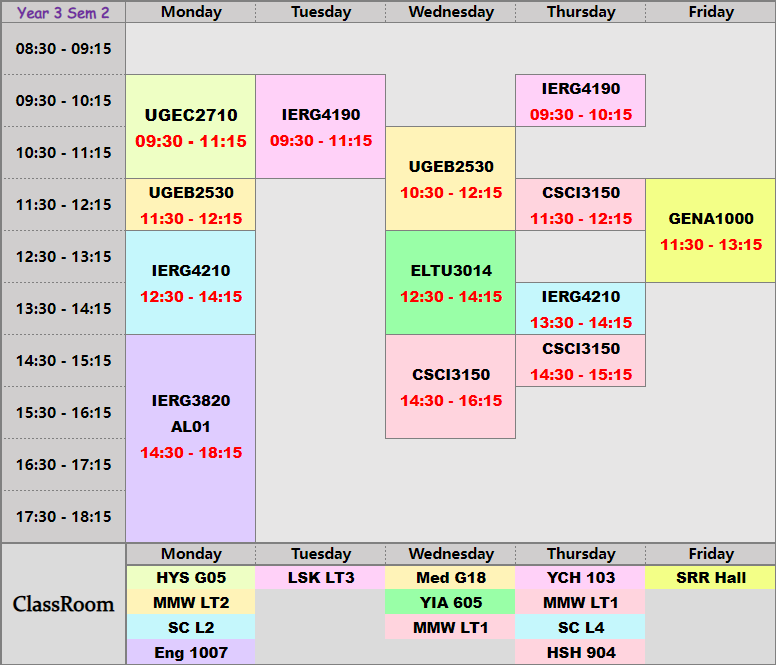 Year 3 Sem 2 Monday Tuesday Wednesday Thursday Friday
08:30 - 09:15
09:30 - 10:15
10:30 - 11:15
11:30 - 12:15
12:30 - 13:15
13:30 - 14:15
14:30 - 15:15
15:30 - 16:15
16:30 - 17:15
17:30 - 18:15
UGEC2710
09:30 - 11:15
UGEB2530
11:30 - 12:15
IERG4210
12:30 - 14:15
IERG3820
AL01
14:30 - 18:15
IERG4190
09:30 - 11:15
UGEB2530
10:30 - 12:15
ELTU3014
12:30 - 14:15
CSCI3150
14:30 - 16:15
IERG4190
09:30 - 10:15
CSCI3150
11:30 - 12:15
IERG4210
13:30 - 14:15
CSCI3150
14:30 - 15:15
GENA1000
11:30 - 13:15
ClassRoom
Monday Tuesday Wednesday Thursday Friday
HYS G05 LSK LT3 Med G18 YCH 103 SRR Hall
MMW LT2 YIA 605 MMW LT1
SC L2 MMW LT1 SC L4
Eng 1007 HSH 904